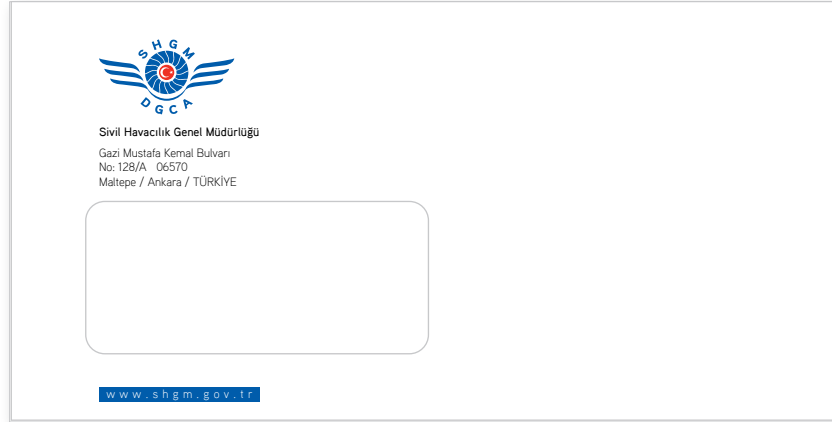 SHGM
DGCA
Sivil Havacılık Genel Müdürlüğü
Gazi Mustafa Kemal Bulvarı
No: 128/A 06570
Maltepe / Ankara / TÜRKİYE
www.shgm.gov.tr